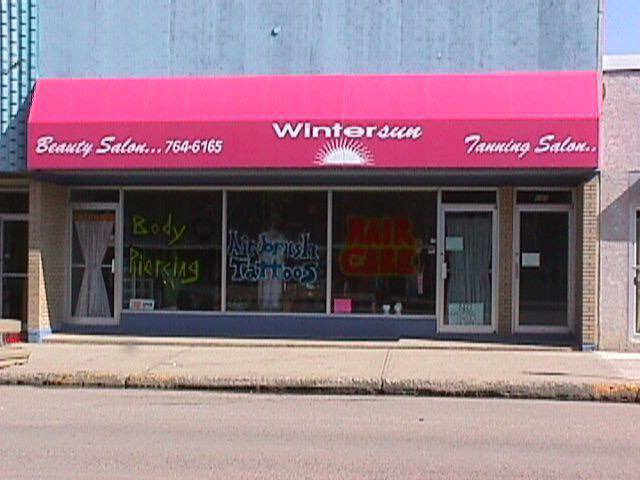 Wintersun
Beauty Salon... 764-6165
Tanning Salon..
Body
Piercing
Airbrush
Tattoos
HAIR
CARE